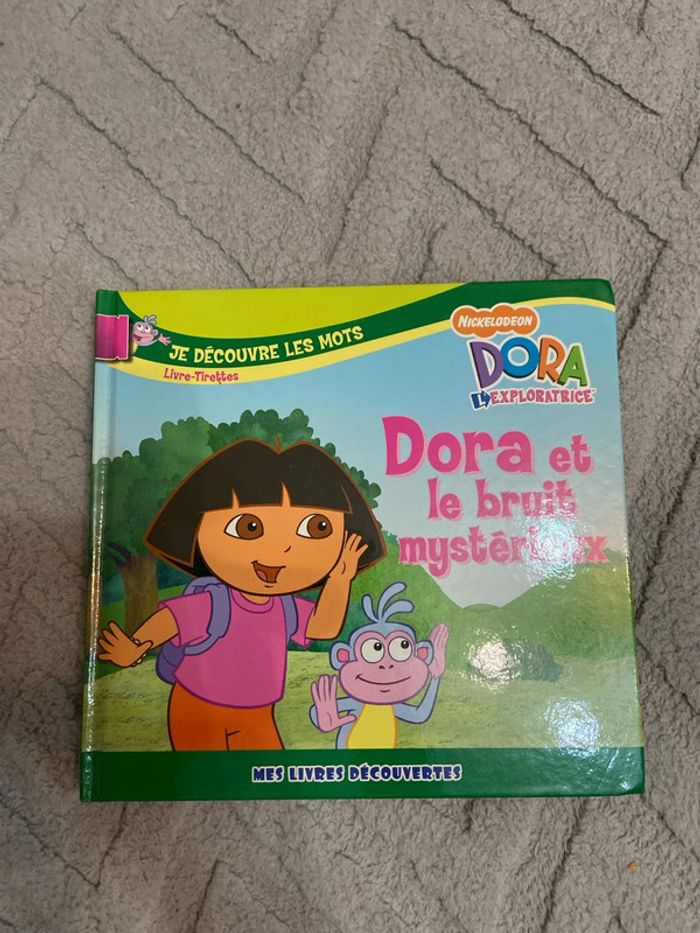 JE DÉCOUVRE LES MOTS
Livre-Tirettes
NICKELODEON
DORA
L'EXPLORATRICE
Dora et
le bruit
mystérieux
MES LIVRES DÉCOUVERTES